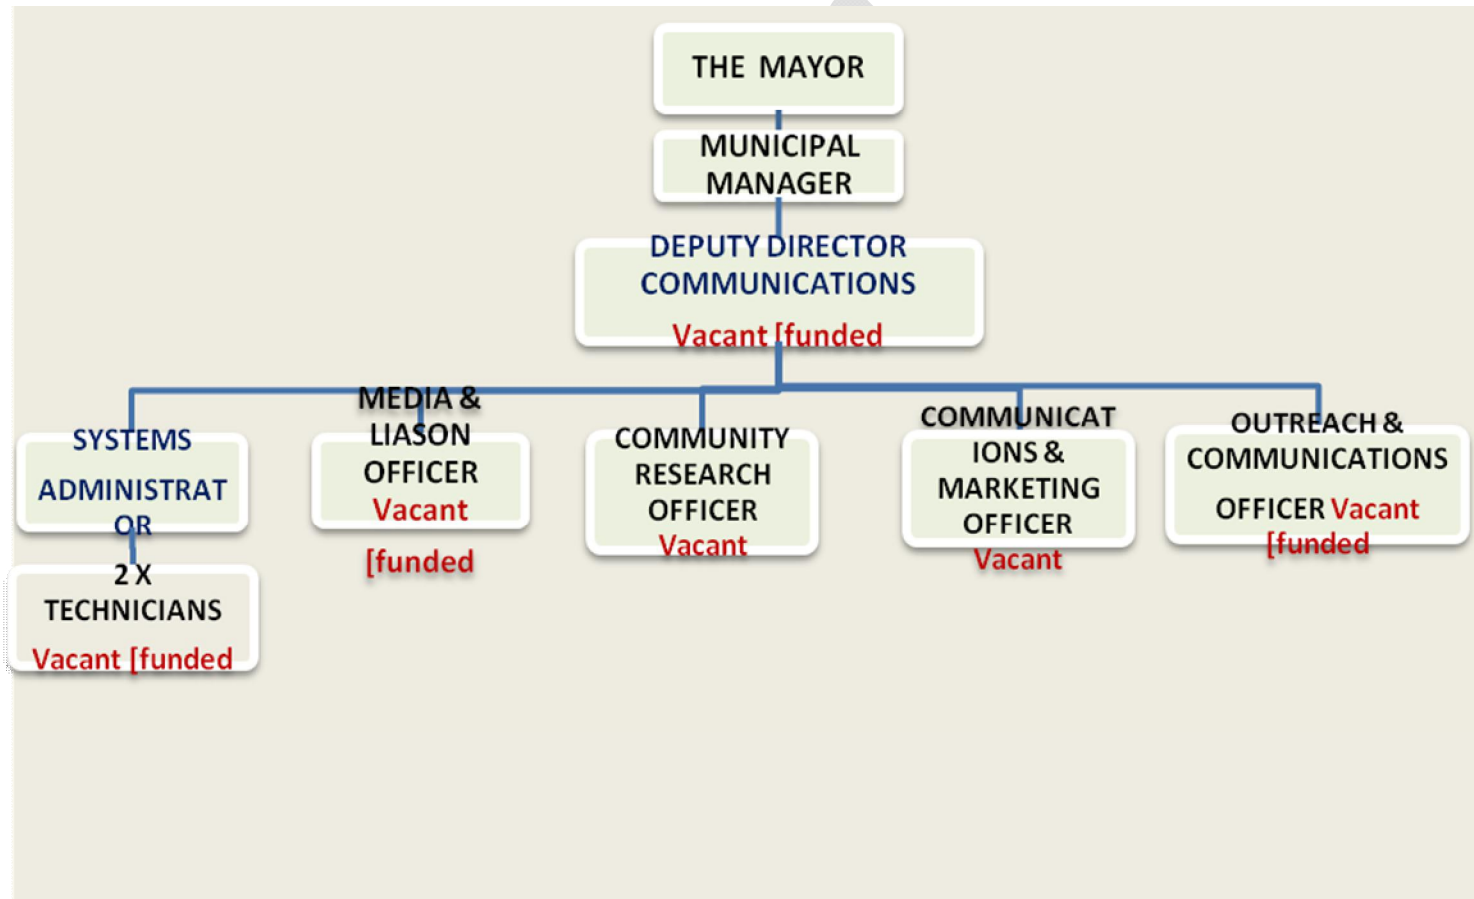 THE MAYOR
MUNICIPAL
MANAGER
DEPUTY DIRECTOR
COMMUNICATIONS
Vacant [funded
SYSTEMS
ADMINISTRAT
OR
2 X
TECHNICIANS
Vacant [funded
MEDIA &
LIASON
OFFICER
Vacant
[funded
COMMUNITY
RESEARCH
OFFICER
Vacant
COMMUNICAT
IONS &
MARKETING
OFFICER
Vacant
OUTREACH &
COMMUNICATIONS
OFFICER Vacant
[funded